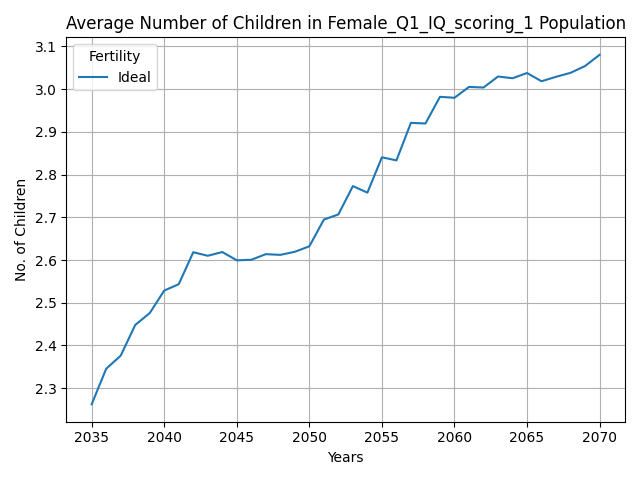 Average Number of Children in Female_Q1_IQ_scoring_1 Population
Fertility
Ideal
3.1
3.0
2.9
2.8
2.7
2.6
2.5
2.4
2.3
No. of Children
2035 2040 2045 2050 2055 2060 2065 2070
Years